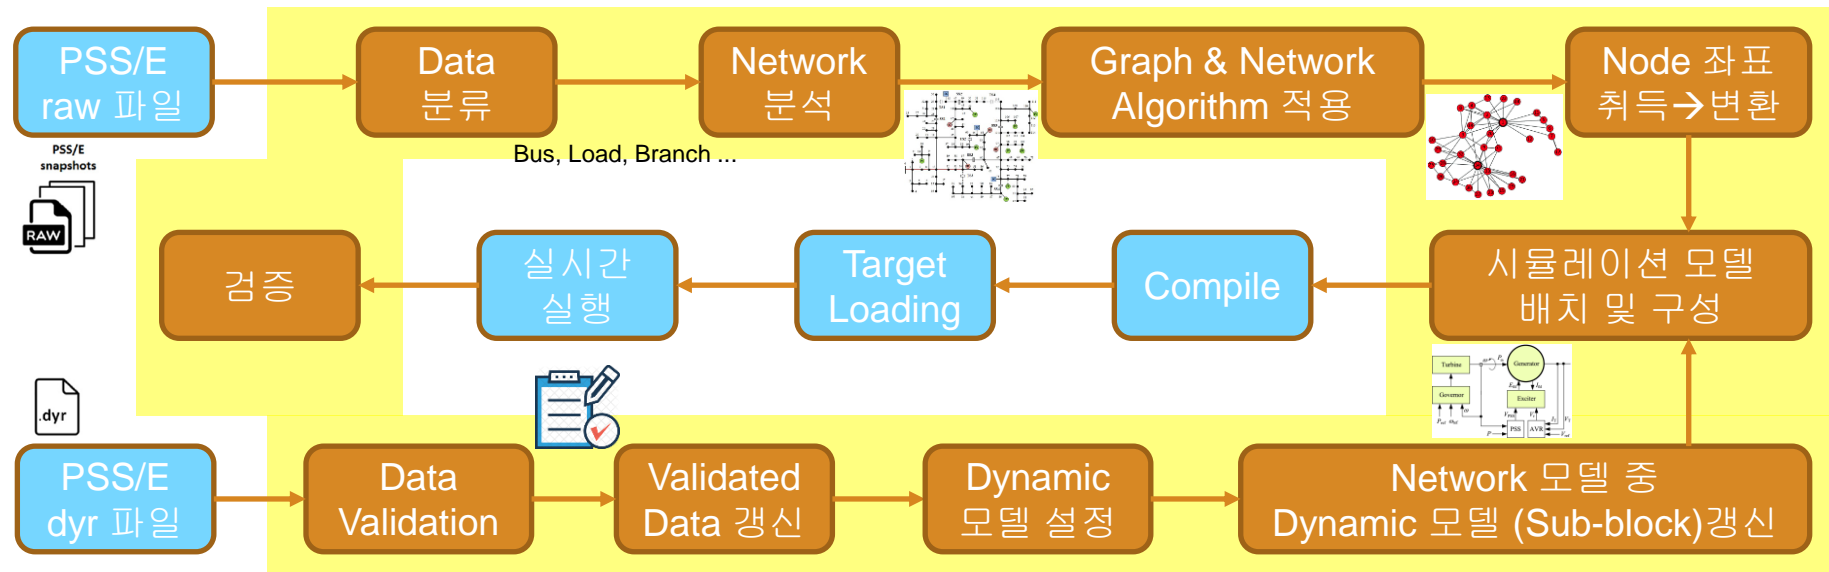 PSS/E
raw 파일
Data
분류
Network
분석
Graph & Network
Algorithm 적용
Node 좌표
취득→변환
PSS/E
snapshots
RAW
Bus, Load, Branch ...
검증
실시간
실행
Target
Loading
Compile
시뮬레이션 모델
배치 및 구성
Turbine
Generator
Governor
Exciter
PSS
AVR
.dyr
PSS/E
dyr 파일
Data
Validation
Validated
Data 갱신
Dynamic
모델 설정
Network 모델 중
Dynamic 모델 (Sub-block)갱신